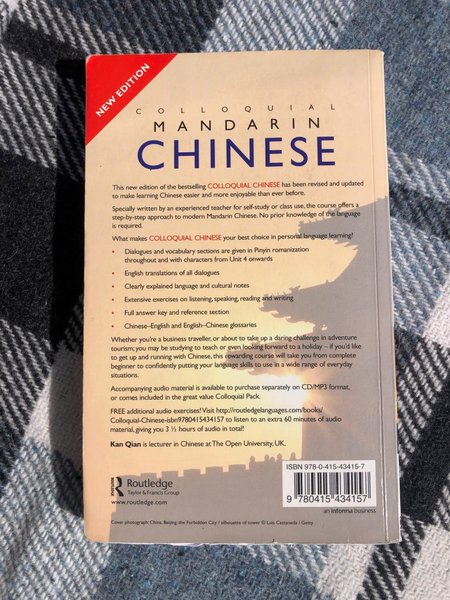 NEW EDITION
COLLOQUIAL
MANDARIN
CHINESE
This new edition of the bestselling COLLOQUIAL CHINESE has been revised and updated
to make learning Chinese easier and more enjoyable than ever before.
Specially written by an experienced teacher for self-study or class use, the course offers a
step-by-step approach to modern Mandarin Chinese. No prior knowledge of the language
is required.
What makes COLLOQUIAL CHINESE your best choice in personal language learning?
• Dialogues and vocabulary sections are given in Pinyin romanization
throughout and with characters from Unit 4 onwards
• English translations of all dialogues
• Clearly explained language and cultural notes
• Extensive exercises on listening, speaking, reading and writing
• Full answer key and reference section
• Chinese–English and English–Chinese glossaries
Whether you're a business traveller, or about to take up a daring challenge in adventure
tourism; you may be studying to teach or even looking forward to a holiday – if you'd like
to get up and running with Chinese, this rewarding course will take you from complete
beginner to confidently putting your language skills to use in a wide range of everyday
situations.
Accompanying audio material is available to purchase separately on CD/MP3 format,
or comes included in the great value Colloquial Pack.
FREE additional audio exercises! Visit http://routledgelanguages.com/books/
Colloquial-Chinese-isbn9780415434157 to listen to an extra 60 minutes of audio
material, giving you 3 ½ hours of audio in total!
Kan Qian is lecturer in Chinese at The Open University, UK.
ISBN 978-0-415-43415-7
9 780415 434157
Routledge
Taylor & Francis Group
an informa business
Cover photograph: China, Beijing the Forbidden City / silhouette of tower © Luis Castaneda / Getty